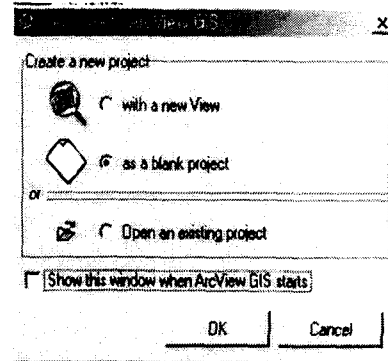 View GIS
x
Create a new project
with a new View
as a blank project
or
Open an existing project
Show this window when ArcView GIS starts
OK
Cancel